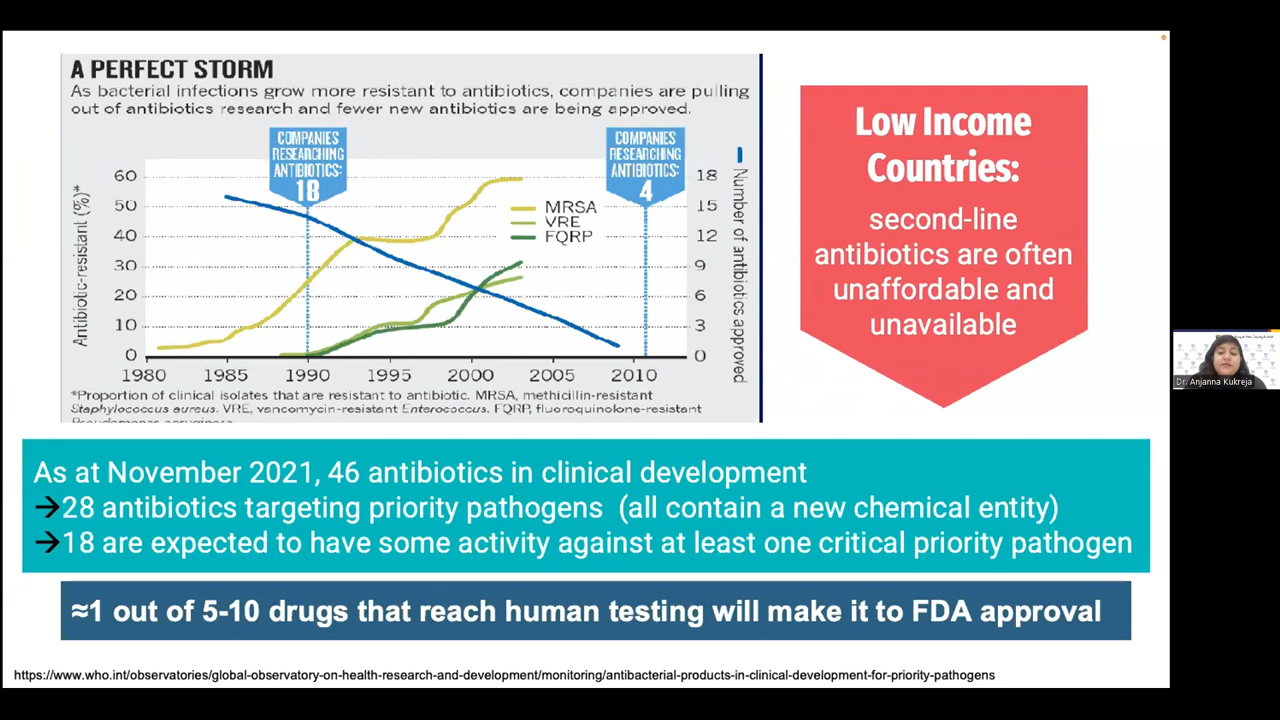 A PERFECT STORM
As bacterial infections grow more resistant to antibiotics, companes are pulling
out of antibiotics research and fewer new antibiotics are being approved.
COMPANIES
RESEARCHING
ANTIBIOTICS:
18
COMPANIES
RESEARCHING
ANTIBIOTICS:
4
Antibiotic-resistant (%)*
60
50
40
30
20
10
0
MRSA
VRE
FQRP
18
15
12
9
6
3
0
Number of antibiotics approved
1980 1985 1990 1995 2000 2005 2010
*Proportion of clinical isolates that are resistant to antibiotic. MRSA, methicillin-resistant
Staphylococcus aureus. VRE, vancomycin-resistant Enterococcus. FQRP, fluoroquinolone-resistant
Pseudomonas aeruginosa
Low Income
Countries:
second-line
antibiotics are often
unaffordable and
unavailable
Dr. Anjanna Kukreja
As at November 2021, 46 antibiotics in clinical development
→28 antibiotics targeting priority pathogens (all contain a new chemical entity)
→18 are expected to have some activity against at least one critical priority pathogen
≈1 out of 5-10 drugs that reach human testing will make it to FDA approval
https://www.who.int/observatories/global-observatory-on-health-research-and-development/monitoring/antibacterial-products-in-clinical-development-for-priority-pathogens